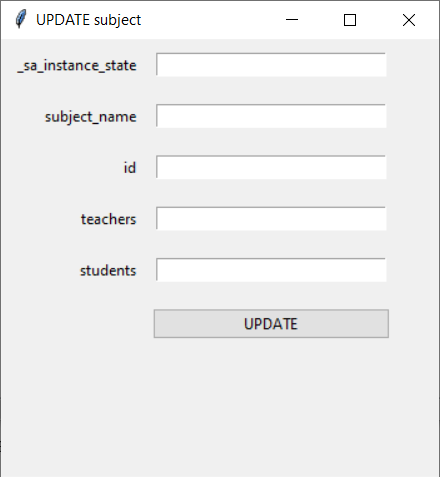 UPDATE subject
_sa_instance_state
subject_name
id
teachers
students
UPDATE